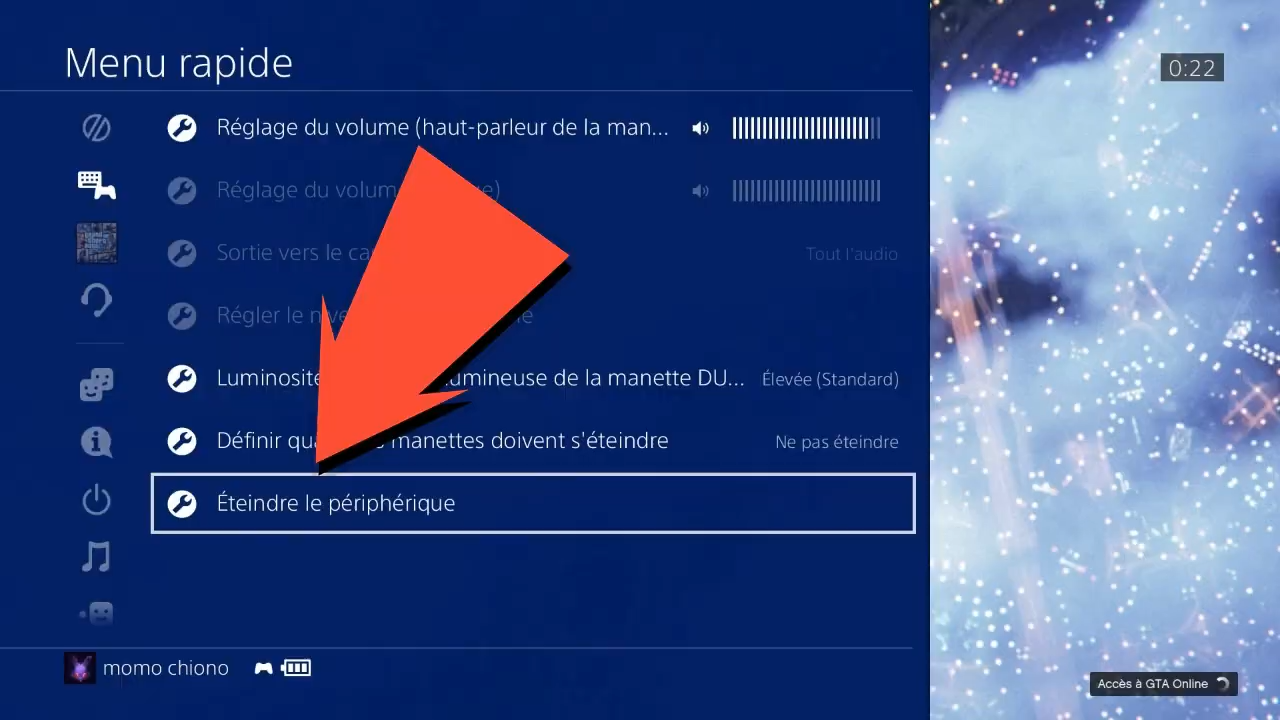 Menu rapide
0:22
Réglage du volume (haut-parleur de la man...
Réglage du volum
Sortie vers le ca Tout l'audio
Régler le n
Luminosité umineuse de la manette DU... Élevée (Standard)
Définir qua manettes doivent s'éteindre Ne pas éteindre
Éteindre le périphérique
momo chiono
Accès à GTA Online